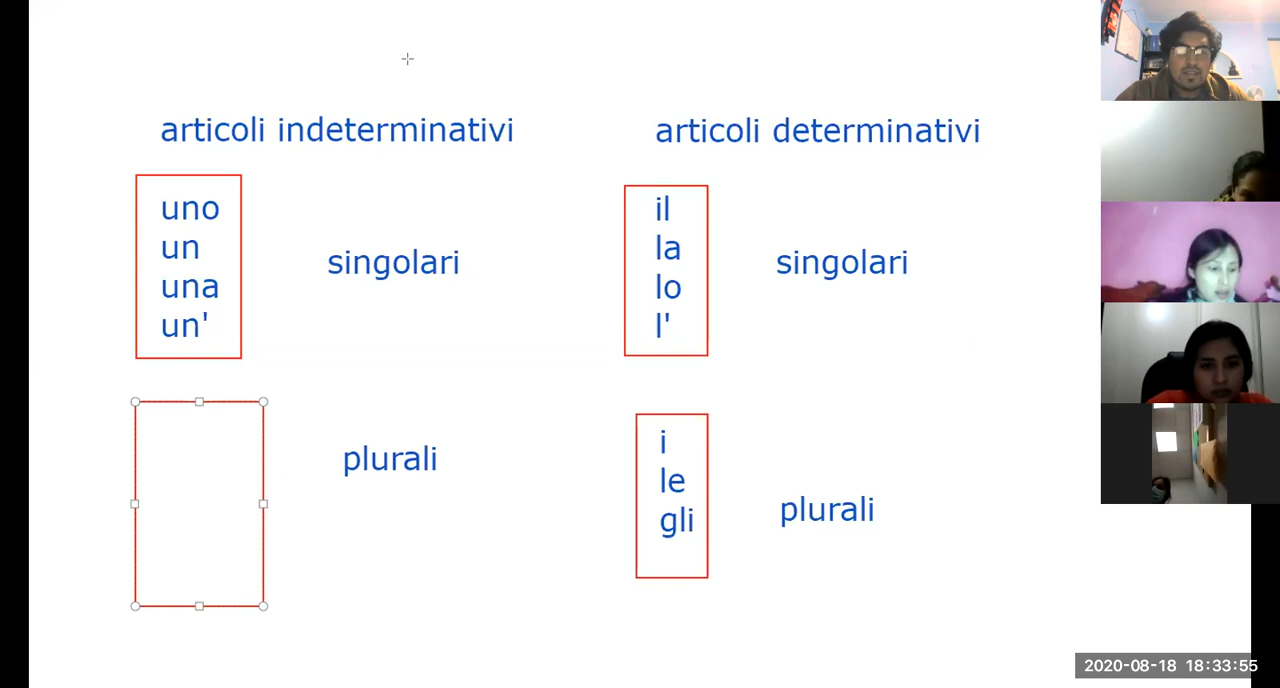 articoli indeterminativi
uno
un
una
un'
singolari
plurali
articoli determinativi
il
la
lo
l'
singolari
i
le
gli
plurali
2020-08-18 18:33:55